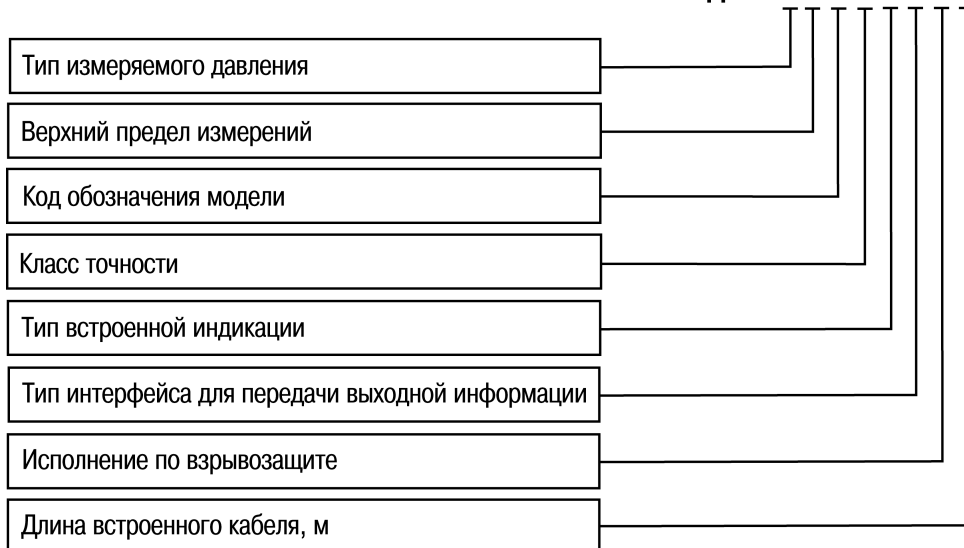 Тип измеряемого давления
Верхний предел измерений
Код обозначения модели
Класс точности
Тип встроенной индикации
Тип интерфейса для передачи выходной информации
Исполнение по взрывозащите
Длина встроенного кабеля, м